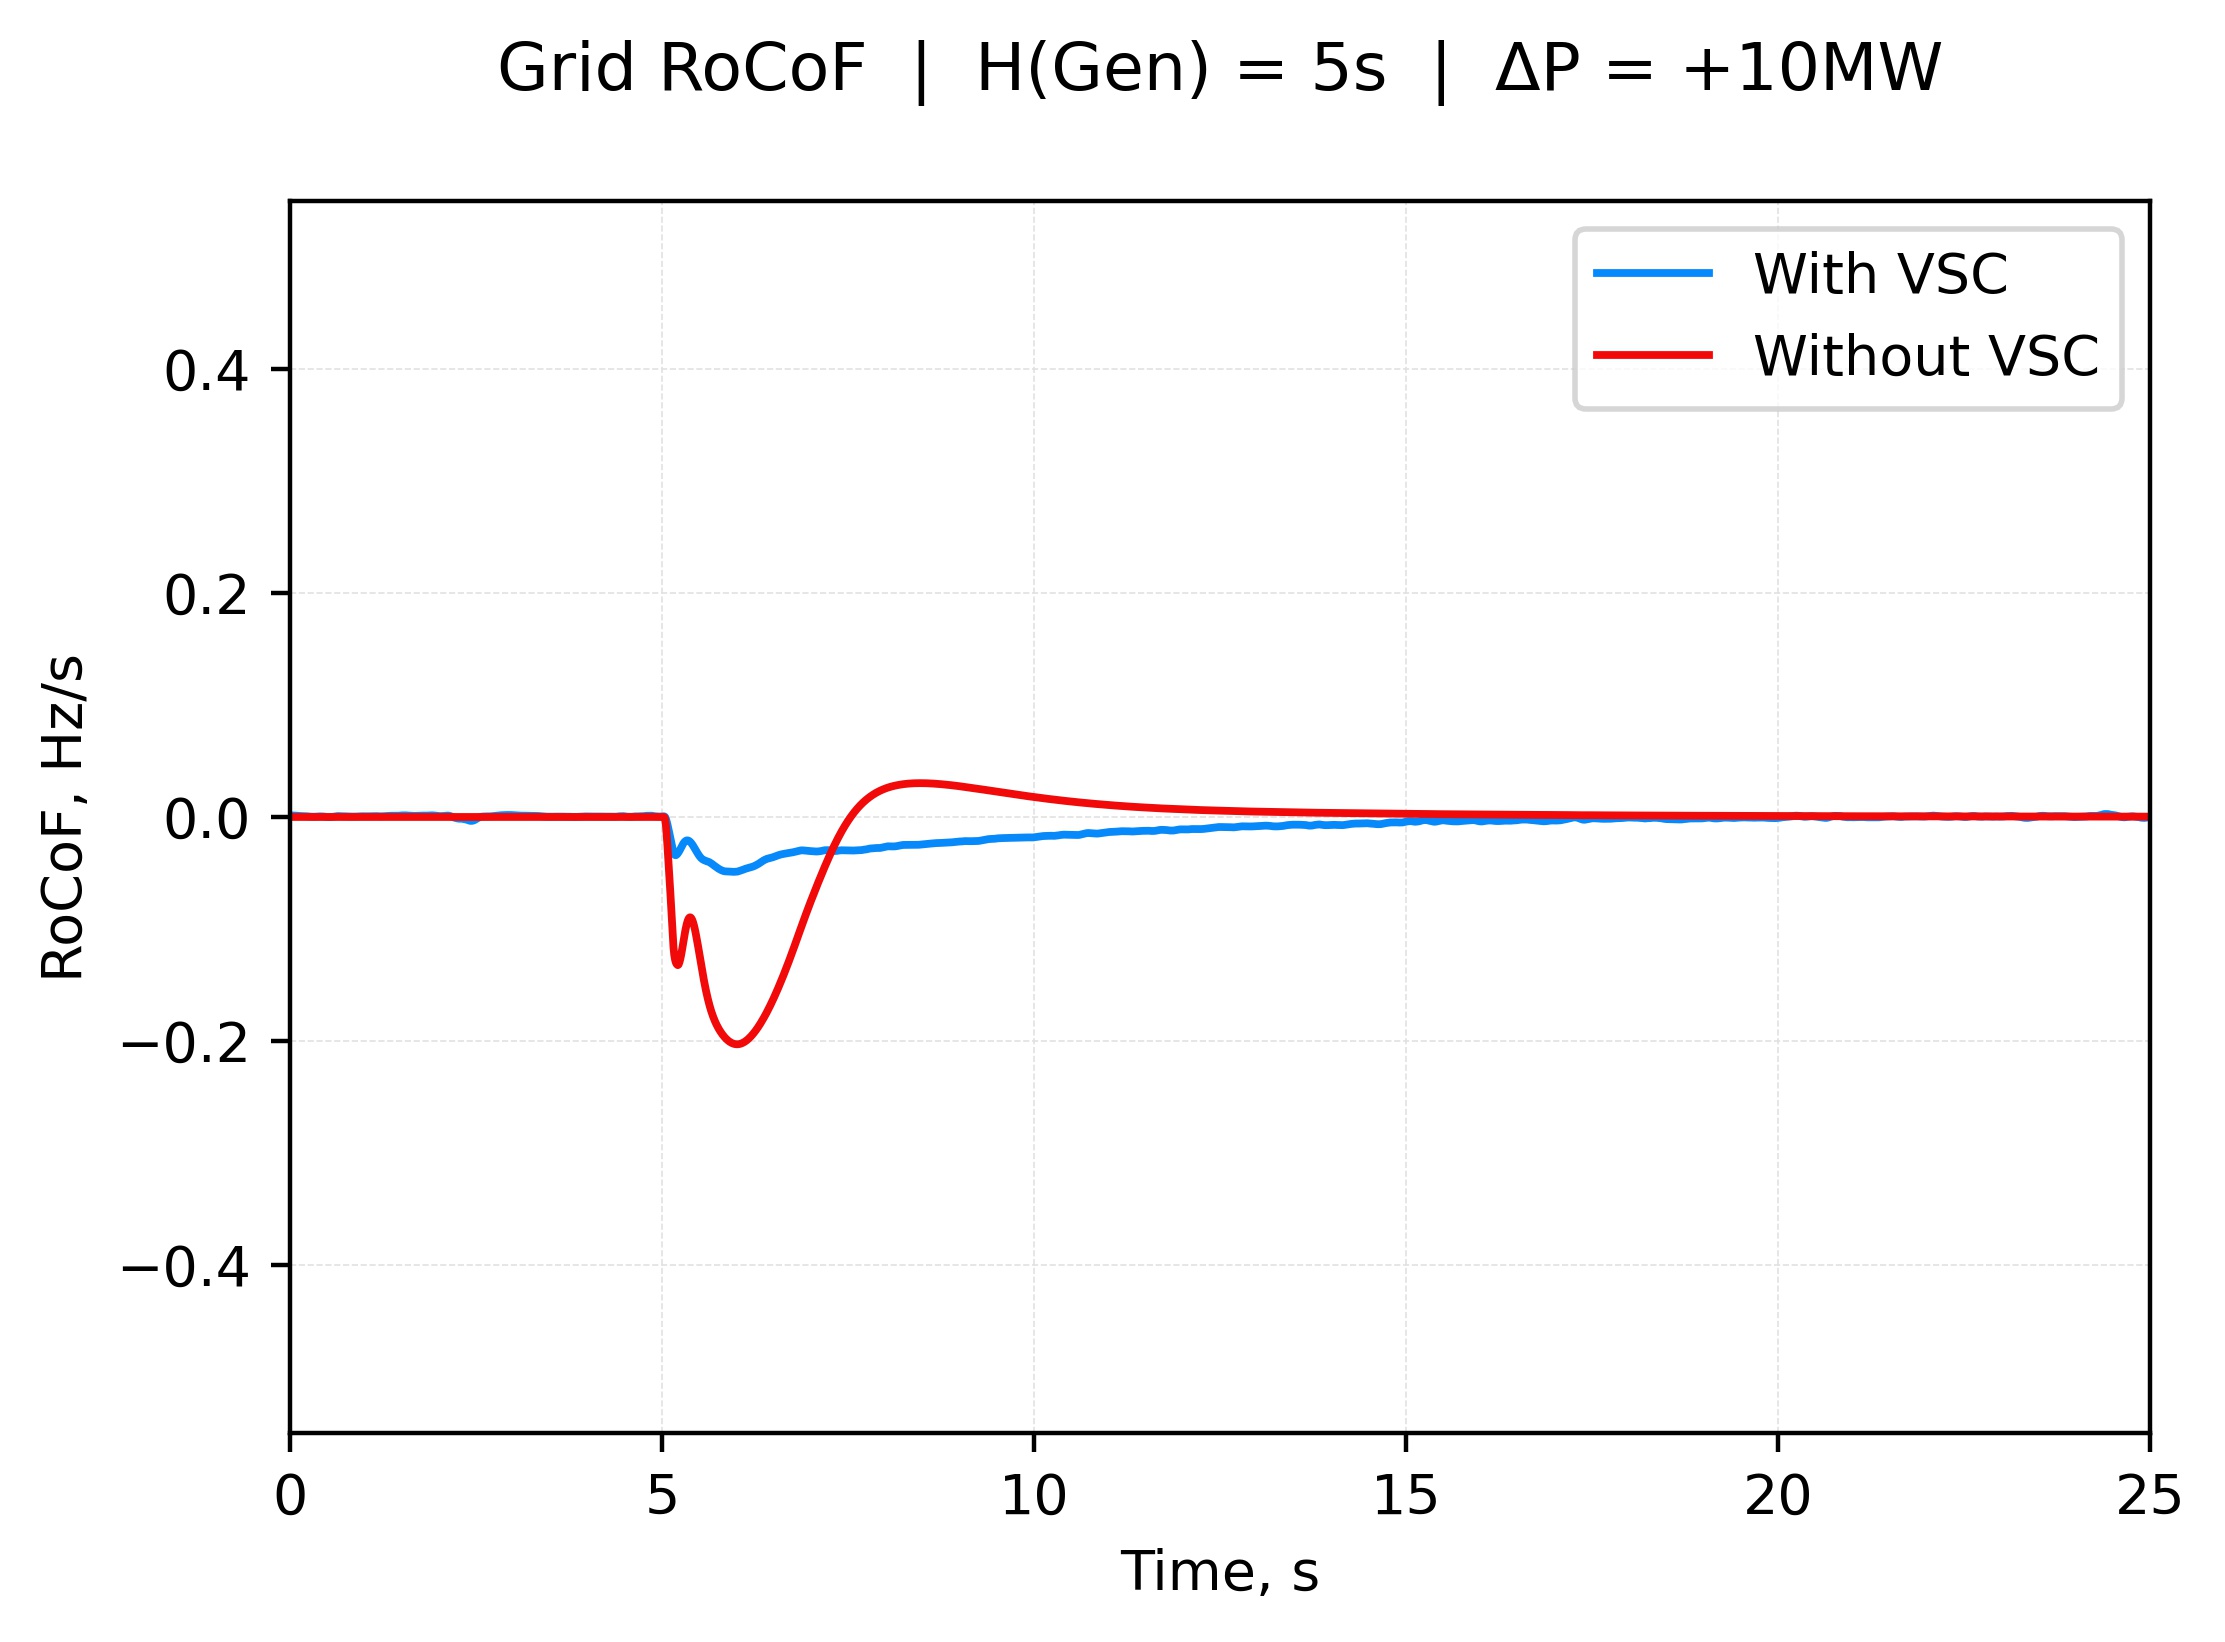 Grid RoCoF | H(Gen) = 5s | ΔP = +10MW
With VSC
Without VSC
0.4
0.2
0.0
−0.2
−0.4
RoCoF, Hz/s
0 5 10 15 20 25
Time, s